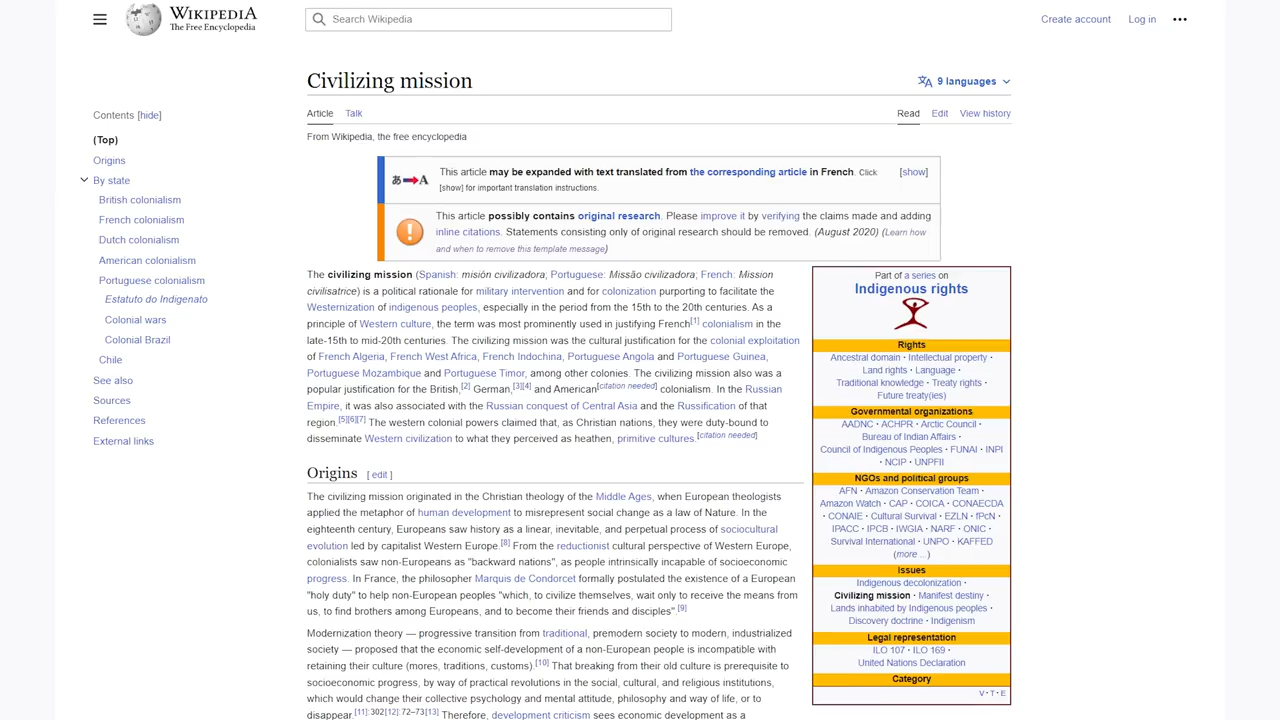 WIKIPEDIA
The Free Encyclopedia
Search Wikipedia
Create account
Log in
Civilizing mission
9 languages
Contents [hide]
(Top)
Origins
By state
British colonialism
French colonialism
Dutch colonialism
American colonialism
Portuguese colonialism
Estatuto do Indigenato
Colonial wars
Colonial Brazil
Chile
See also
Sources
References
External links
Article Talk
Read Edit View history
From Wikipedia, the free encyclopedia
あ A
This article may be expanded with text translated from the corresponding article in French. Click [show]
[show] for important translation instructions.
This article possibly contains original research. Please improve it by verifying the claims made and adding
inline citations. Statements consisting only of original research should be removed. (August 2020) (Learn how
and when to remove this template message)
The civilizing mission (Spanish: misión civilizadora; Portuguese: Missão civilizadora; French: Mission
civilisatrice) is a political rationale for military intervention and for colonization purporting to facilitate the
Westernization of indigenous peoples, especially in the period from the 15th to the 20th centuries. As a
principle of Western culture, the term was most prominently used in justifying French[1] colonialism in the
late-15th to mid-20th centuries. The civilizing mission was the cultural justification for the colonial exploitation
of French Algeria, French West Africa, French Indochina, Portuguese Angola and Portuguese Guinea,
Portuguese Mozambique and Portuguese Timor, among other colonies. The civilizing mission also was a
popular justification for the British,[2] German,[3][4] and American[citation needed] colonialism. In the Russian
Empire, it was also associated with the Russian conquest of Central Asia and the Russification of that
region.[5][6][7] The western colonial powers claimed that, as Christian nations, they were duty-bound to
disseminate Western civilization to what they perceived as heathen, primitive cultures.[citation needed]
Origins [ edit ]
The civilizing mission originated in the Christian theology of the Middle Ages, when European theologists
applied the metaphor of human development to misrepresent social change as a law of Nature. In the
eighteenth century, Europeans saw history as a linear, inevitable, and perpetual process of sociocultural
evolution led by capitalist Western Europe.[8] From the reductionist cultural perspective of Western Europe,
colonialists saw non-Europeans as "backward nations", as people intrinsically incapable of socioeconomic
progress. In France, the philosopher Marquis de Condorcet formally postulated the existence of a European
"holy duty" to help non-European peoples "which, to civilize themselves, wait only to receive the means from
us, to find brothers among Europeans, and to become their friends and disciples".[9]
Modernization theory — progressive transition from traditional, premodern society to modern, industrialized
society — proposed that the economic self-development of a non-European people is incompatible with
retaining their culture (mores, traditions, customs).[10] That breaking from their old culture is prerequisite to
socioeconomic progress, by way of practical revolutions in the social, cultural, and religious institutions,
which would change their collective psychology and mental attitude, philosophy and way of life, or to
disappear.[11]: 302[12]: 72–73[13] Therefore, development criticism sees economic development as a
Part of a series on
Indigenous rights
Rights
Ancestral domain · Intellectual property ·
Land rights · Language ·
Traditional knowledge · Treaty rights ·
Future treaty(ies)
Governmental organizations
AADNC · ACHPR · Arctic Council ·
Bureau of Indian Affairs ·
Council of Indigenous Peoples · FUNAI · INPI
· NCIP · UNPFII
NGOs and political groups
AFN · Amazon Conservation Team ·
Amazon Watch · CAP · COICA · CONAECDA
· CONAIE · Cultural Survival · EZLN · fPcN ·
IPACC · IPCB · IWGIA · NARF · ONIC ·
Survival International · UNPO · KAFFED
(more ...)
Issues
Indigenous decolonization ·
Civilizing mission · Manifest destiny ·
Lands inhabited by Indigenous peoples ·
Discovery doctrine · Indigenism
Legal representation
ILO 107 · ILO 169 ·
United Nations Declaration
Category
V · T · E